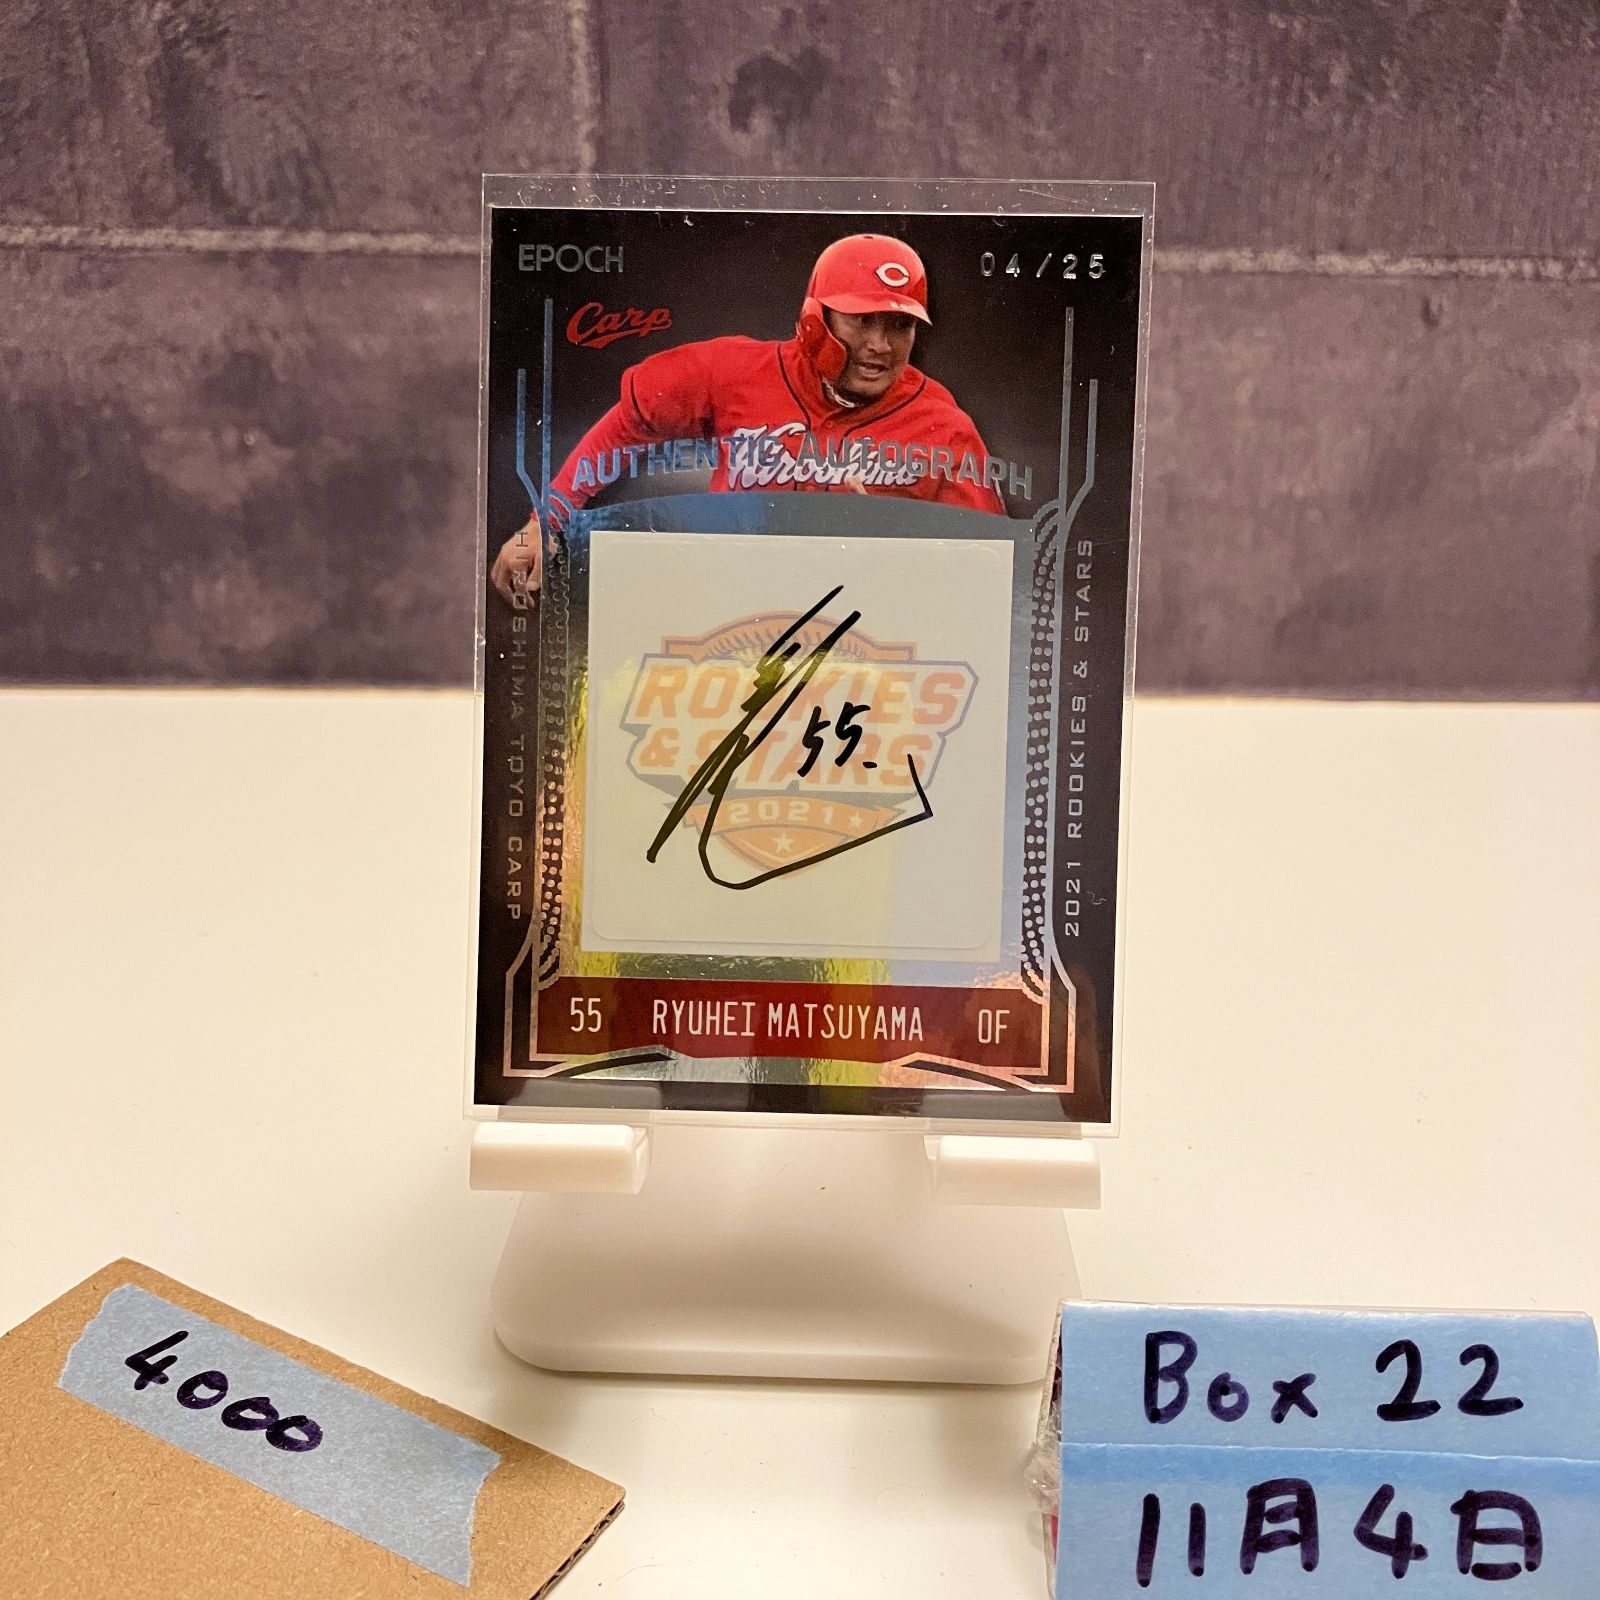 EPOCH
04/25
C
Carp
Hiroshima
AUTHENTIC AUTOGRAPH
HIROSHIMA TOYO CARP
2021 ROOKIES & STARS
ROOKIES
& STARS
2021
55
55 RYUHEI MATSUYAMA OF
4000
Box 22
11月4日